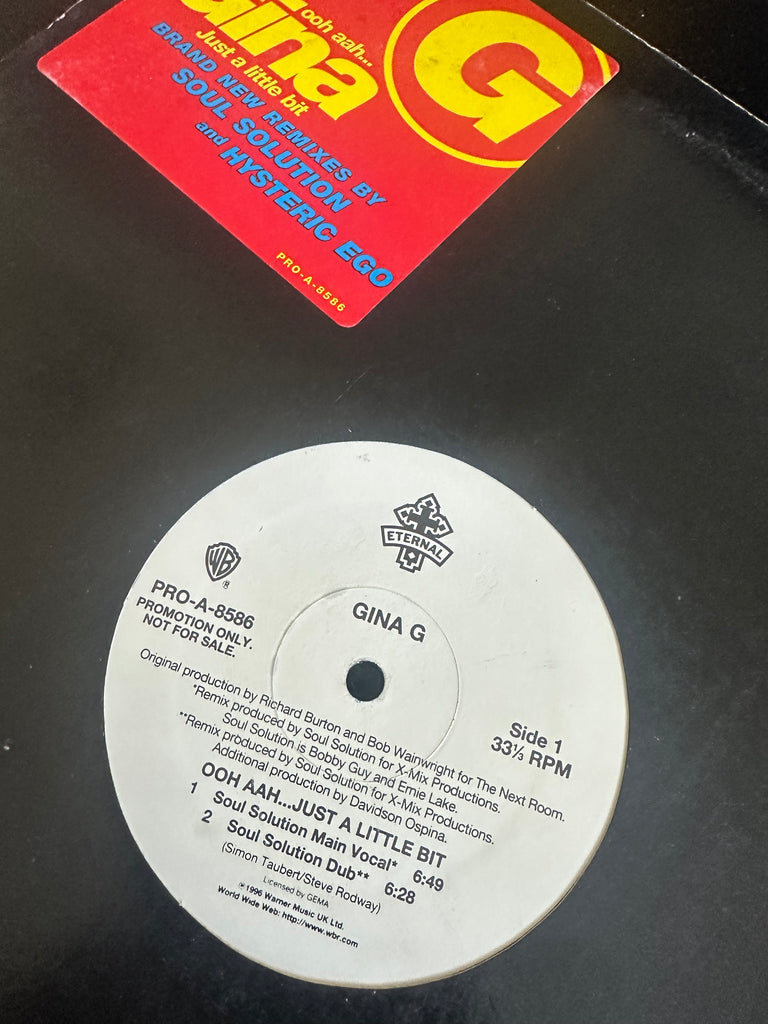 Gina G
ooh aah...
Just a little bit
BRAND NEW REMIXES BY
SOUL SOLUTION
and HYSTERIC EGO
PRO-A-8586
ETERNAL
WB
®
PRO-A-8586
PROMOTION ONLY.
NOT FOR SALE.
GINA G
Side 1
33⅓ RPM
Original production by Richard Burton and Bob Wainwright for The Next Room.
*Remix produced by Soul Solution for X-Mix Productions.
Soul Solution is Bobby Guy and Ernie Lake.
**Remix produced by Soul Solution for X-Mix Productions.
Additional production by Davidson Ospina.
OOH AAH...JUST A LITTLE BIT
1 Soul Solution Main Vocal* 6:49
2 Soul Solution Dub** 6:28
(Simon Taubert/Steve Rodway)
Licensed by GEMA
℗ 1996 Warner Music UK Ltd.
World Wide Web: http://www.wbr.com